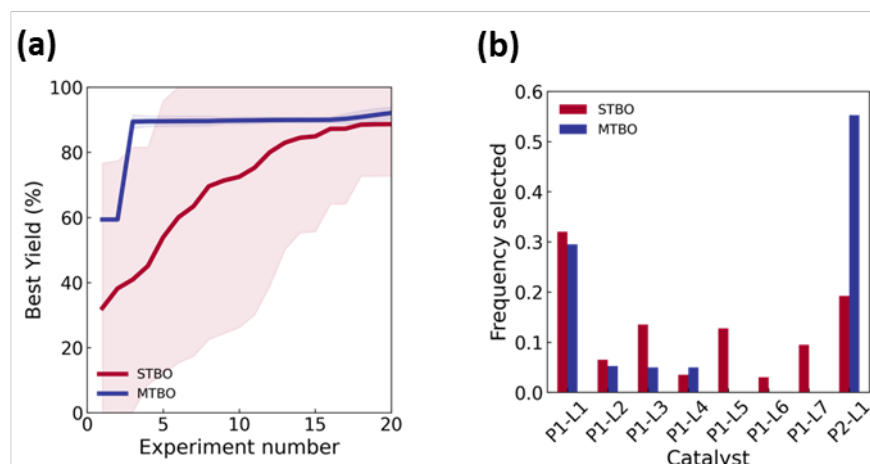 (a)
100
80
60
40
20
0
Best Yield (%)
STBO
MTBO
0 5 10 15 20
Experiment number
(b)
0.6
0.5
0.4
0.3
0.2
0.1
0.0
Frequency selected
STBO
MTBO
P1-L1 P1-L2 P1-L3 P1-L4 P1-L5 P1-L6 P1-L7 P2-L1
Catalyst